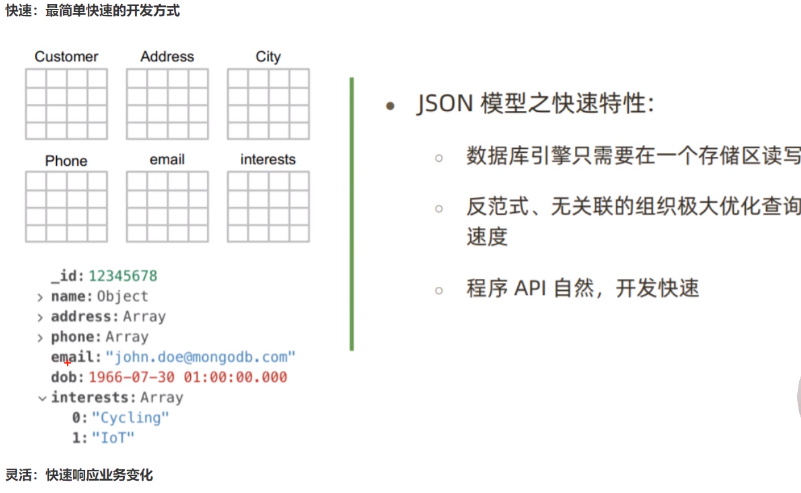 快速：最简单快速的开发方式
Customer Address City
Phone email interests
_id: 12345678
name: Object
address: Array
phone: Array
email: "john.doe@mongodb.com"
dob: 1966-07-30 01:00:00.000
interests: Array
0: "Cycling"
1: "IoT"
JSON 模型之快速特性：
数据库引擎只需要在一个存储区读写
反范式、无关联的组织极大优化查询
速度
程序 API 自然，开发快速
灵活：快速响应业务变化